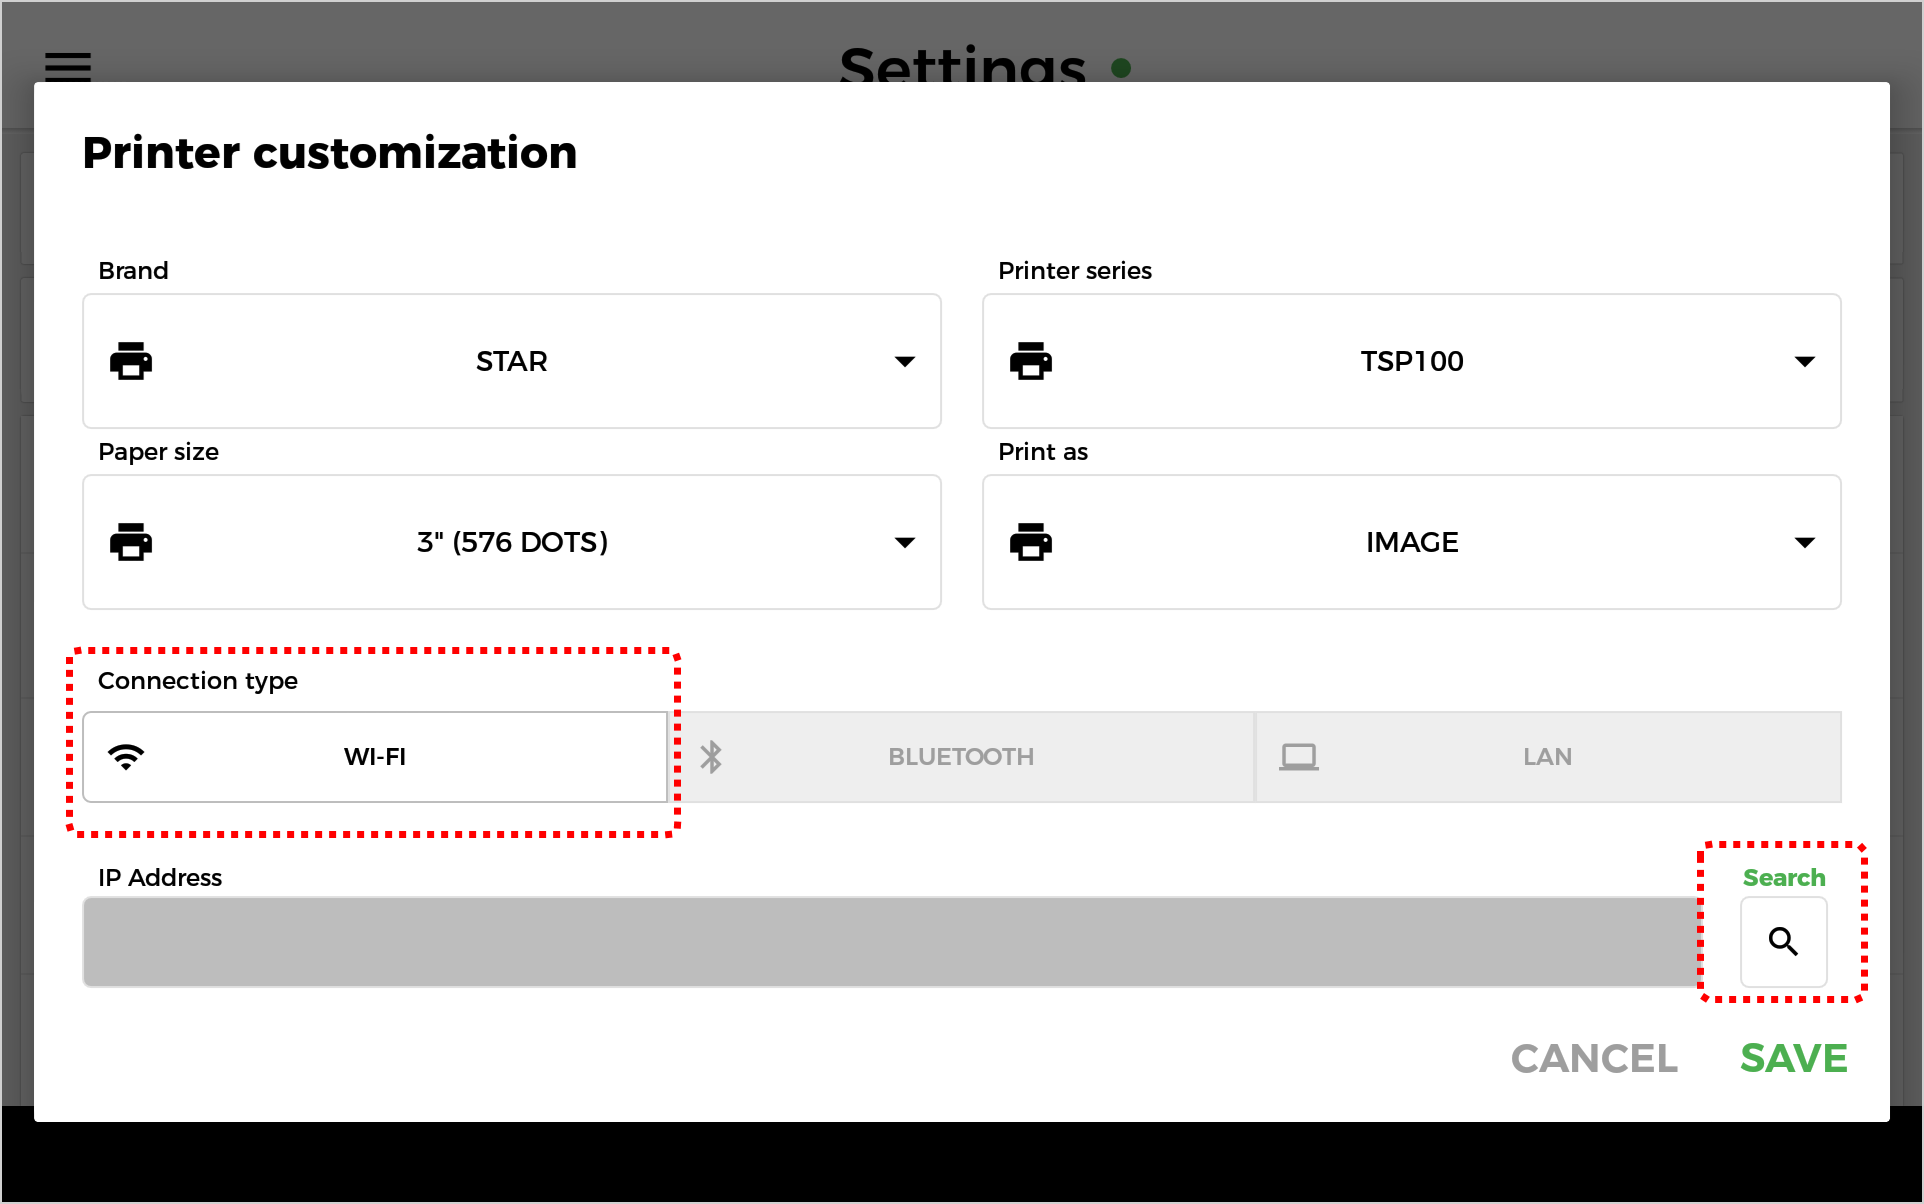 Settings
Printer customization
Brand
Printer series
STAR
TSP100
Paper size
Print as
3" (576 DOTS)
IMAGE
Connection type
WI-FI
BLUETOOTH
LAN
IP Address
Search
CANCEL
SAVE